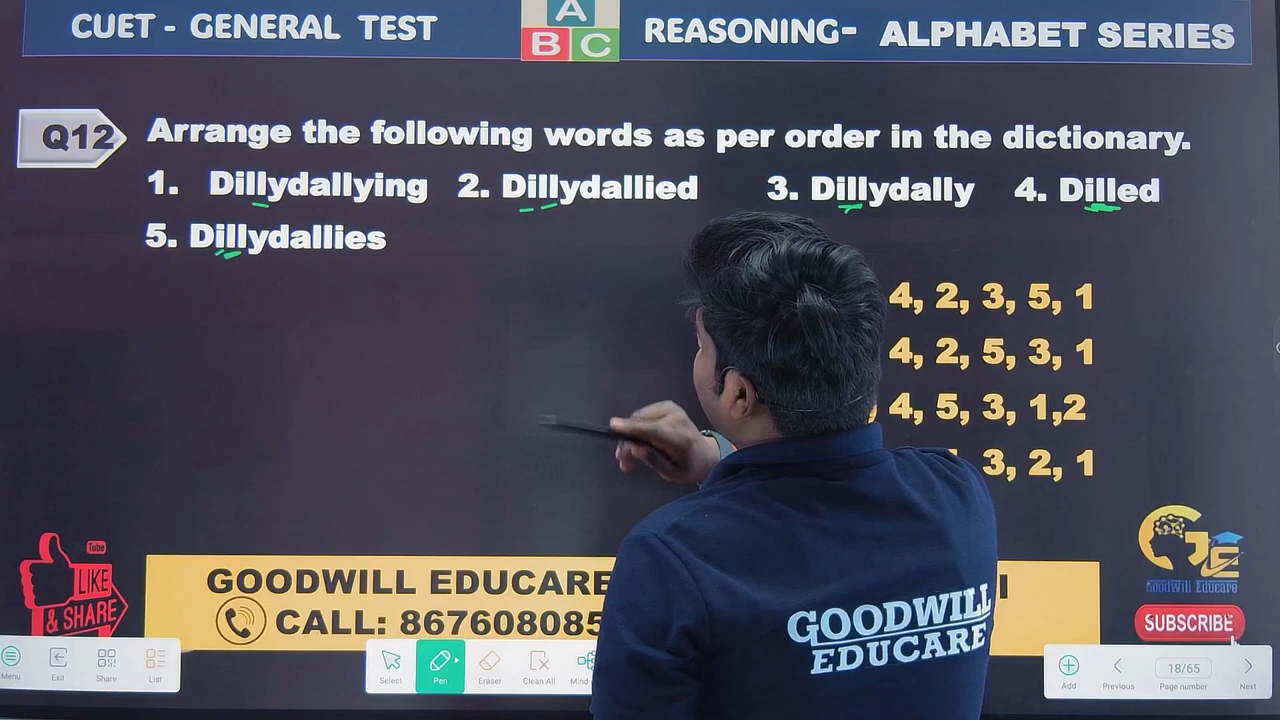 CUET - GENERAL TEST
A
B C
REASONING- ALPHABET SERIES
Q12 Arrange the following words as per order in the dictionary.
1. Dillydallying 2. Dillydallied 3. Dillydally 4. Dilled
5. Dillydallies
4, 2, 3, 5, 1
4, 2, 5, 3, 1
4, 5, 3, 1,2
3, 2, 1
Tube
LIKE
& SHARE
GOODWILL EDUCARE
CALL: 867608085
GOODWILL
EDUCARE
GoodWill Educare
SUBSCRIBE
Menu Exit Share List
Select Pen Eraser Clean All Mind
Add Previous 18/65 Page number Next